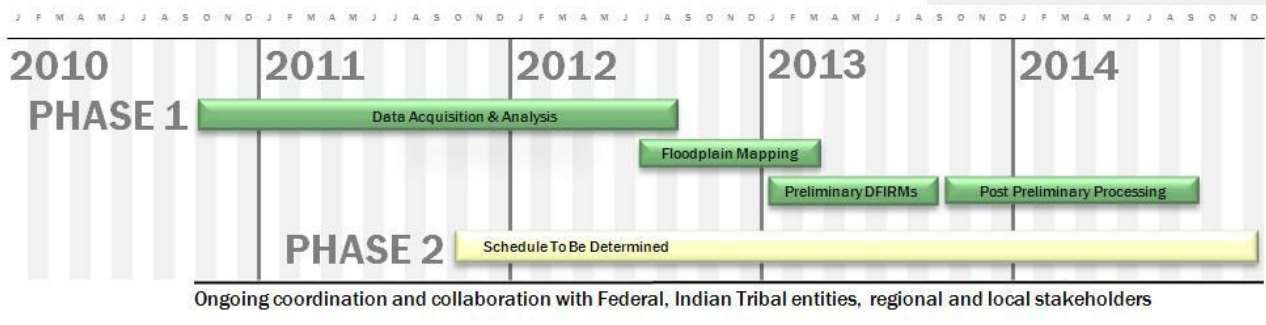 J F M A M J J A S O N D J F M A M J J A S O N D J F M A M J J A S O N D J F M A M J J A S O N D J F M A M J J A S O N D
2010 2011 2012 2013 2014
PHASE 1
Data Acquisition & Analysis
Floodplain Mapping
Preliminary DFIRMs
Post Preliminary Processing
PHASE 2
Schedule To Be Determined
Ongoing coordination and collaboration with Federal, Indian Tribal entities, regional and local stakeholders